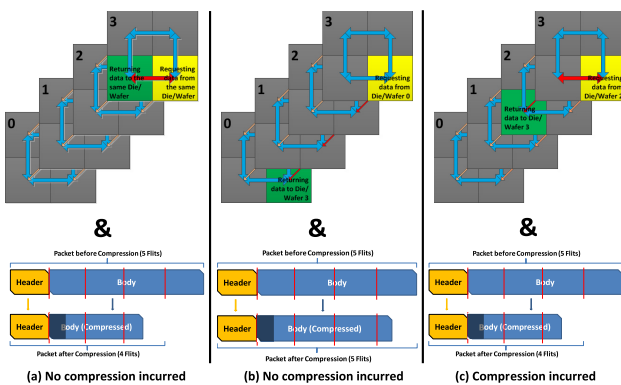 3
2
1
0
Returning
data to the
same Die/
Wafer
Requesting
data from
the same
Die/Wafer
&
Packet before Compression (5 Flits)
Header
Body
Header
Body (Compressed)
Packet after Compression (4 Flits)
(a) No compression incurred
3
2
1
0
Requesting
data from
Die/Wafer 0
Returning
data to Die/
Wafer 3
&
Packet before Compression (5 Flits)
Header
Body
Header
Body (Compressed)
Packet after Compression (5 Flits)
(b) No compression incurred
3
2
1
0
Requesting
data from
Die/Wafer 2
Returning
data to Die/
Wafer 3
&
Packet before Compression (5 Flits)
Header
Body
Header
Body (Compressed)
Packet after Compression (4 Flits)
(c) Compression incurred